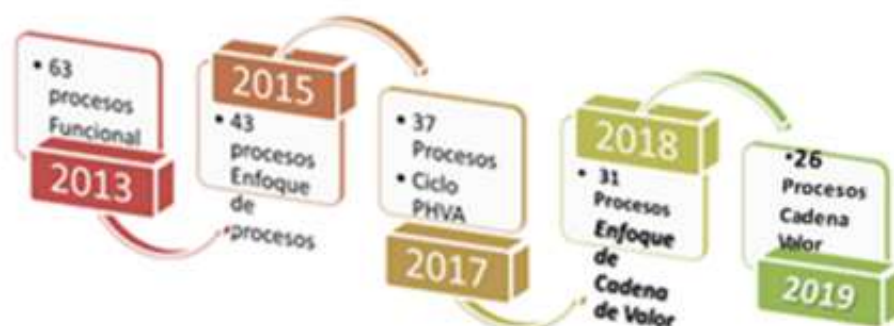 • 63
procesos
Funcional
2013
2015
• 43
procesos
Enfoque
de
procesos
• 37
Procesos
• Ciclo
PHVA
2017
2018
• 31
Procesos
Enfoque
de
Cadena
de Valor
•26
Procesos
Cadena
Valor
2019